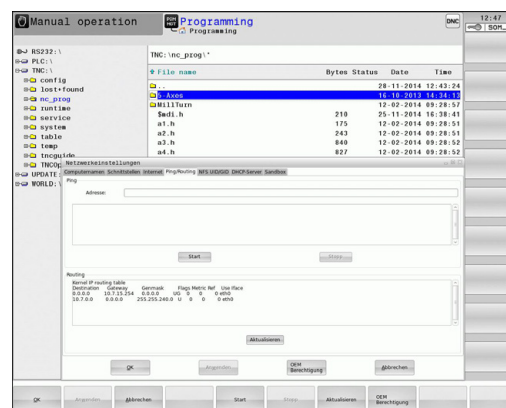 Manual operation
Programming
Programming
DNC
12:47
SOM…
RS232:\
PLC:\
TNC:\
config
lost+found
nc_prog
runtime
service
system
table
temp
tncguide
UPDATE:
WORLD:\
TNC:\nc_prog\*
File name Bytes Status Date Time
.. 28-11-2014 12:43:24
5-Axes 16-10-2013 14:34:13
MillTurn 12-02-2014 09:28:57
$mdi.h 210 25-11-2014 16:38:41
a1.h 175 12-02-2014 09:28:51
a2.h 243 12-02-2014 09:28:51
a3.h 840 12-02-2014 09:28:52
a4.h 827 12-02-2014 09:28:52
Netzwerkeinstellungen
Computernamen Schnittstellen Internet Ping/Routing NFS UID/GID DHCP-Server Sandbox
Ping
Adresse:
Start Stopp
Routing
Kernel IP routing table
Destination Gateway Genmask Flags Metric Ref Use Iface
0.0.0.0 10.7.15.254 0.0.0.0 UG 0 0 0 eth0
10.7.0.0 0.0.0.0 255.255.240.0 U 0 0 0 eth0
Aktualisieren
OK Anwenden OEM Berechtigung Abbrechen
OK Anwenden Abbrechen Start Stopp Aktualisieren OEM Berechtigung